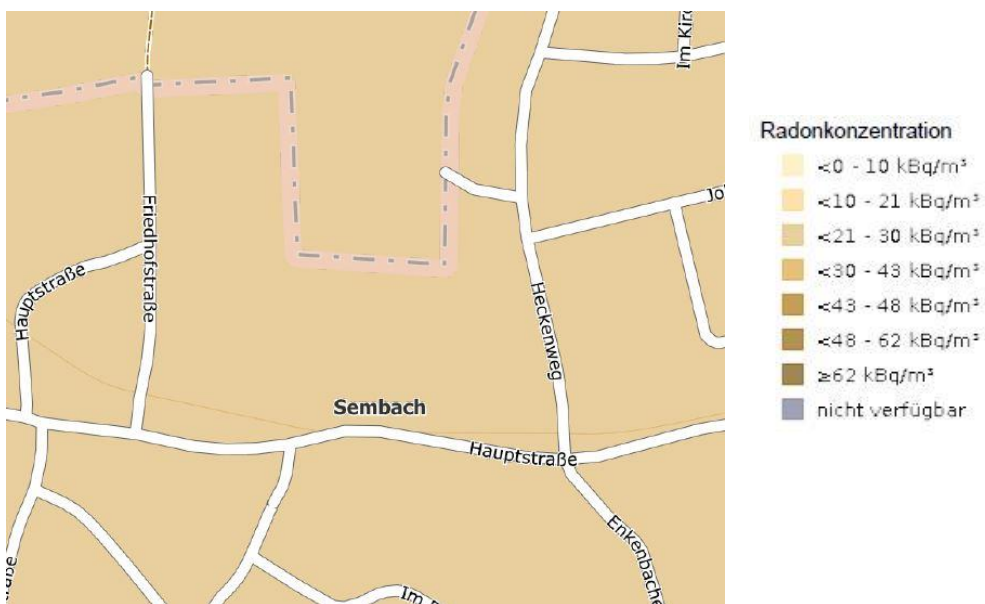 Im Kirc
Jo
Friedhofstraße
Hauptstraße
Heckenweg
Sembach
Hauptstraße
Enkenbache
raße
Im
Radonkonzentration
<0 - 10 kBq/m³
<10 - 21 kBq/m³
<21 - 30 kBq/m³
<30 - 43 kBq/m³
<43 - 48 kBq/m³
<48 - 62 kBq/m³
≥62 kBq/m³
nicht verfügbar